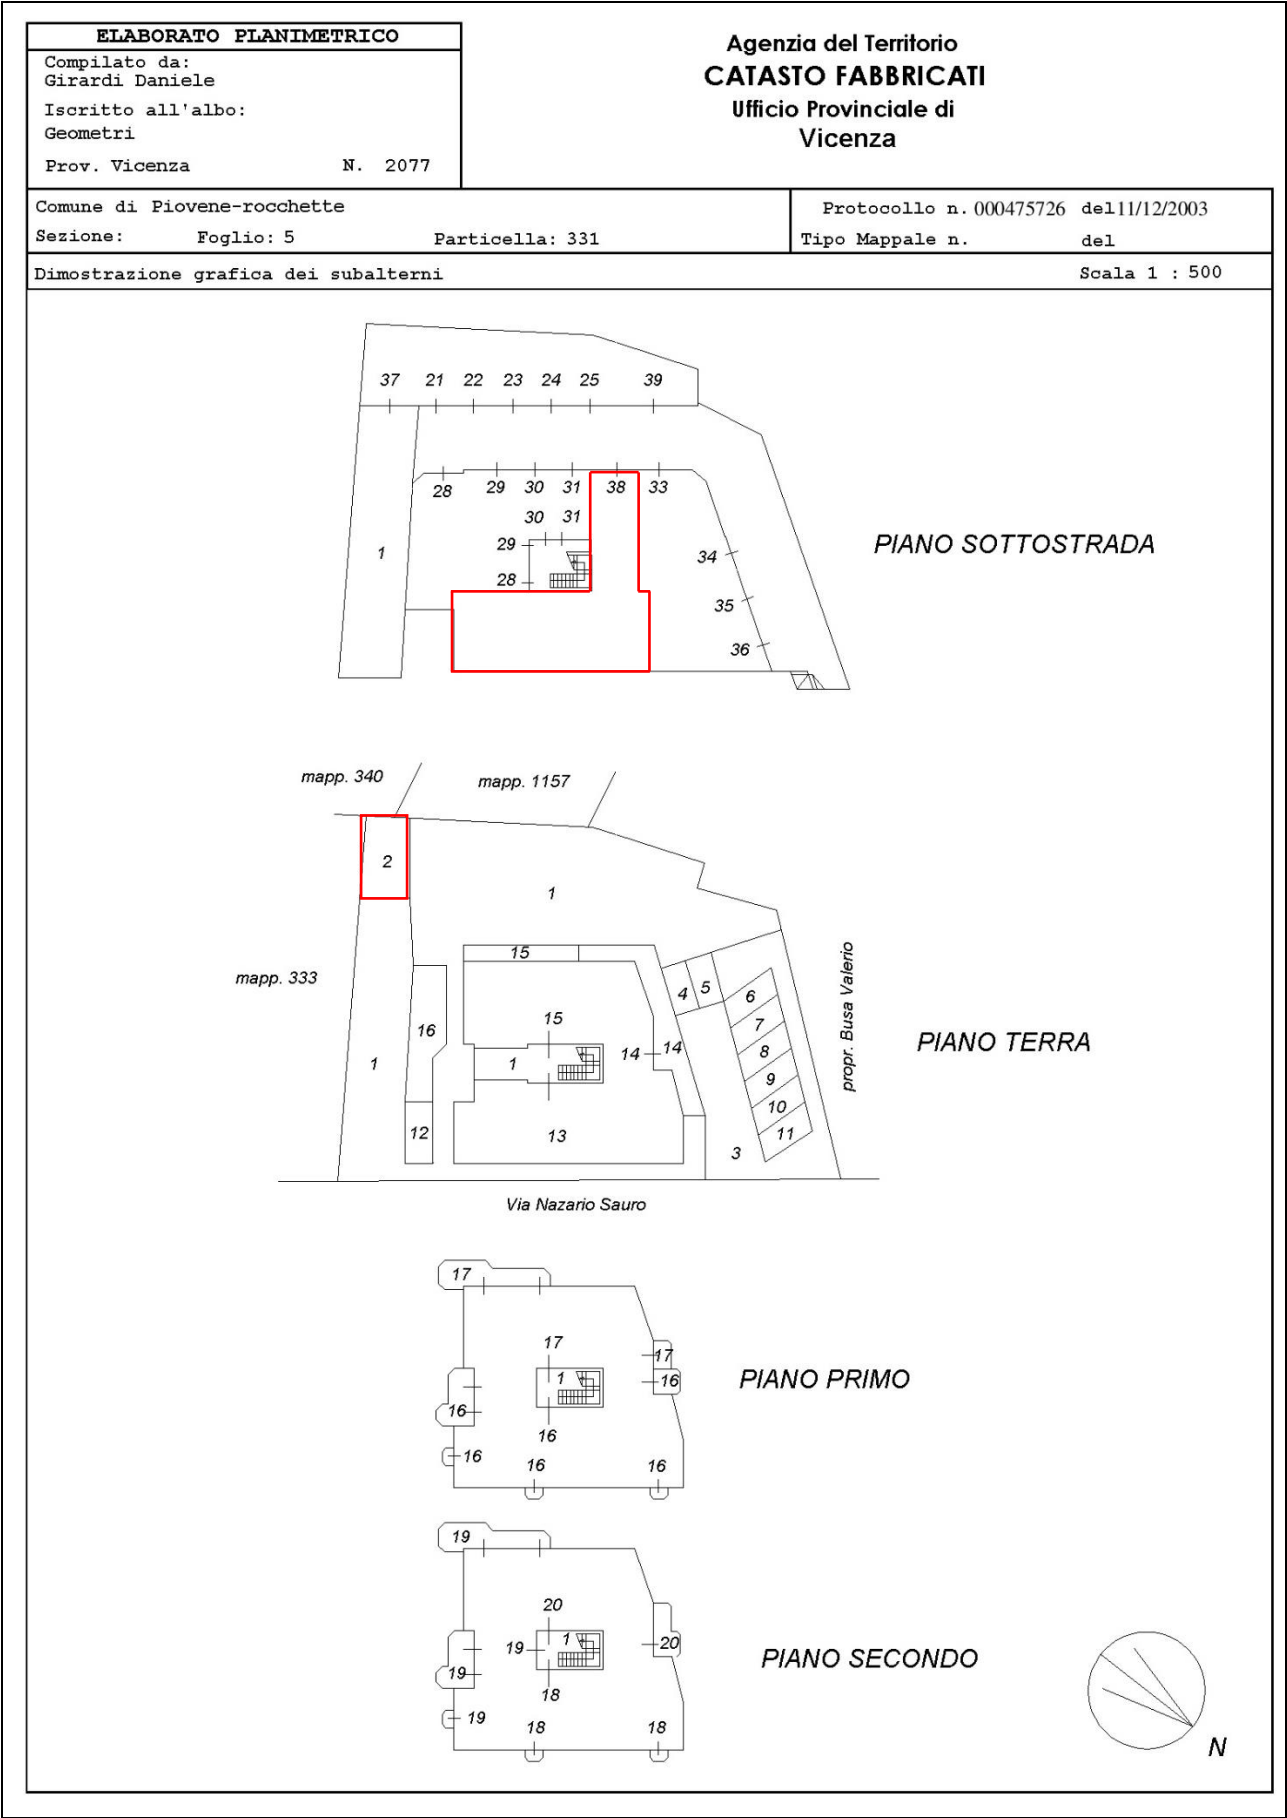 ELABORATO PLANIMETRICO
Compilato da:
Girardi Daniele
Iscritto all'albo:
Geometri
Prov. Vicenza N. 2077
Agenzia del Territorio
CATASTO FABBRICATI
Ufficio Provinciale di
Vicenza
Comune di Piovene-rocchette
Sezione: Foglio: 5 Particella: 331
Protocollo n. 000475726 del 11/12/2003
Tipo Mappale n. del
Dimostrazione grafica dei subalterni Scala 1 : 500
37 21 22 23 24 25 39
28 29 30 31 38 33
30 31
29
1
34
28
35
36
PIANO SOTTOSTRADA
mapp. 340 mapp. 1157
2
1
15
mapp. 333
4 5 6
15
16
7
14 14
8
1 1
9
10
12 13 11
3
propr. Busa Valerio
PIANO TERRA
Via Nazario Sauro
17
17
17
1
16
16
16
16
16 16
PIANO PRIMO
19
20
1
19 20
19
18
19
18 18
PIANO SECONDO
N